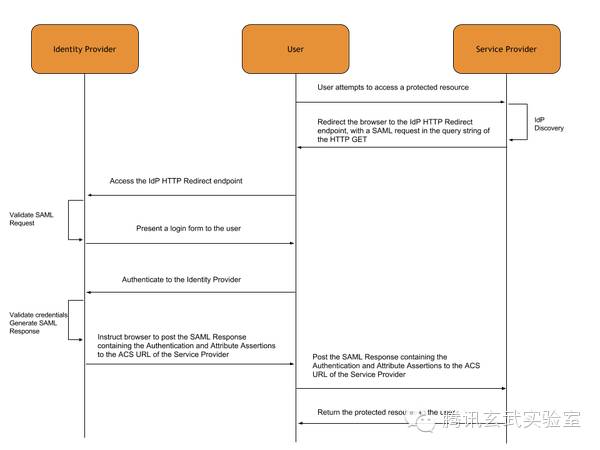 Identity Provider
User
Service Provider
User attempts to access a protected resource
IdP
Discovery
Redirect the browser to the IdP HTTP Redirect
endpoint, with a SAML request in the query string of
the HTTP GET
Access the IdP HTTP Redirect endpoint
Validate SAML
Request
Present a login form to the user
Authenticate to the Identity Provider
Validate credentials
Generate SAML
Response
Instruct browser to post the SAML Response
containing the Authentication and Attribute Assertions
to the ACS URL of the Service Provider
Post the SAML Response containing the
Authentication and Attribute Assertions to the ACS
URL of the Service Provider
Return the protected resource to the user
腾讯玄武实验室